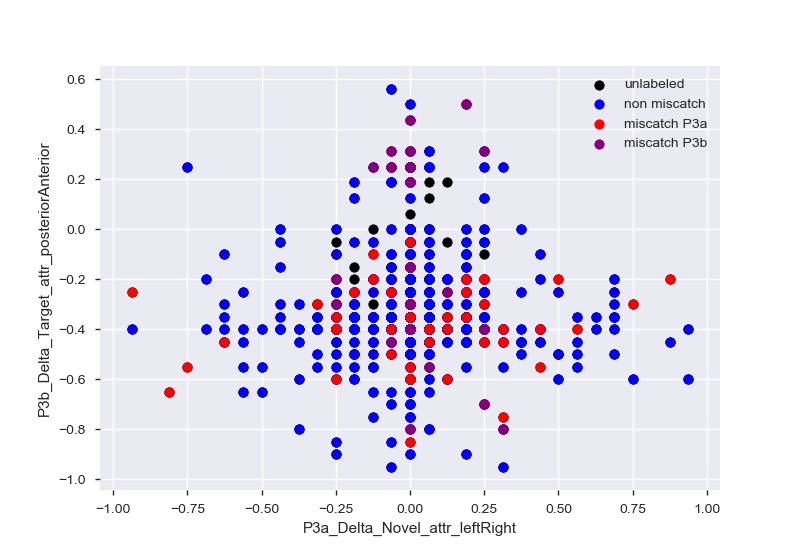 unlabeled
non miscatch
miscatch P3a
miscatch P3b
0.6
0.4
0.2
0.0
−0.2
−0.4
−0.6
−0.8
−1.0
P3b_Delta_Target_attr_posteriorAnterior
−1.00 −0.75 −0.50 −0.25 0.00 0.25 0.50 0.75 1.00
P3a_Delta_Novel_attr_leftRight